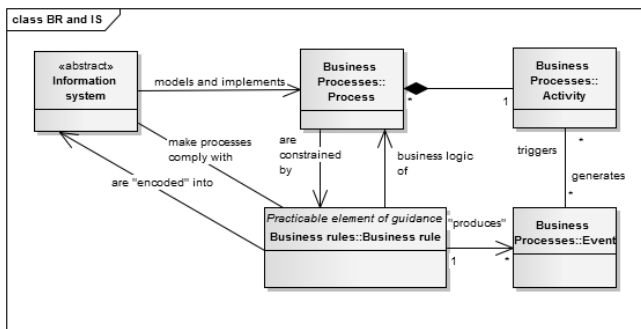 class BR and IS
«abstract»
Information
system
models and implements
Business
Processes::
Process
*
1
Business
Processes::
Activity
make processes
comply with
are "encoded" into
are
constrained
by
business logic
of
triggers
*
generates
*
Practicable element of guidance
Business rules::Business rule
"produces"
1
*
Business
Processes::Event